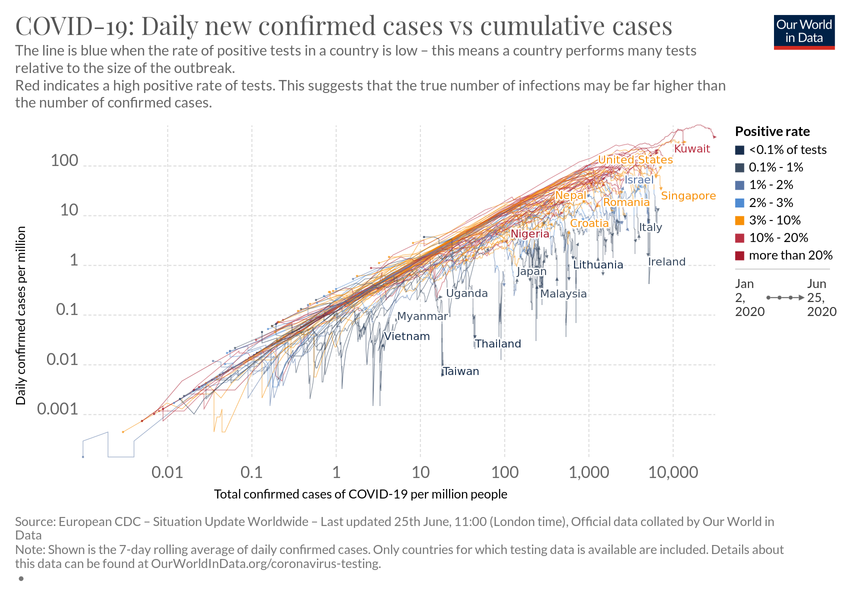 COVID-19: Daily new confirmed cases vs cumulative cases
Our World
in Data
The line is blue when the rate of positive tests in a country is low – this means a country performs many tests
relative to the size of the outbreak.
Red indicates a high positive rate of tests. This suggests that the true number of infections may be far higher than
the number of confirmed cases.
Positive rate
<0.1% of tests
0.1% - 1%
1% - 2%
2% - 3%
3% - 10%
10% - 20%
more than 20%
Jan
2,
2020
Jun
25,
2020
Daily confirmed cases per million
100
10
1
0.1
0.01
0.001
Kuwait
United States
Israel
Nepal
Singapore
Romania
Croatia
Italy
Nigeria
Ireland
Lithuania
Japan
Uganda
Malaysia
Myanmar
Vietnam
Thailand
Taiwan
0.01
0.1
1
10
100
1,000
10,000
Total confirmed cases of COVID-19 per million people
Source: European CDC – Situation Update Worldwide – Last updated 25th June, 11:00 (London time), Official data collated by Our World in
Data
Note: Shown is the 7-day rolling average of daily confirmed cases. Only countries for which testing data is available are included. Details about
this data can be found at OurWorldInData.org/coronavirus-testing.